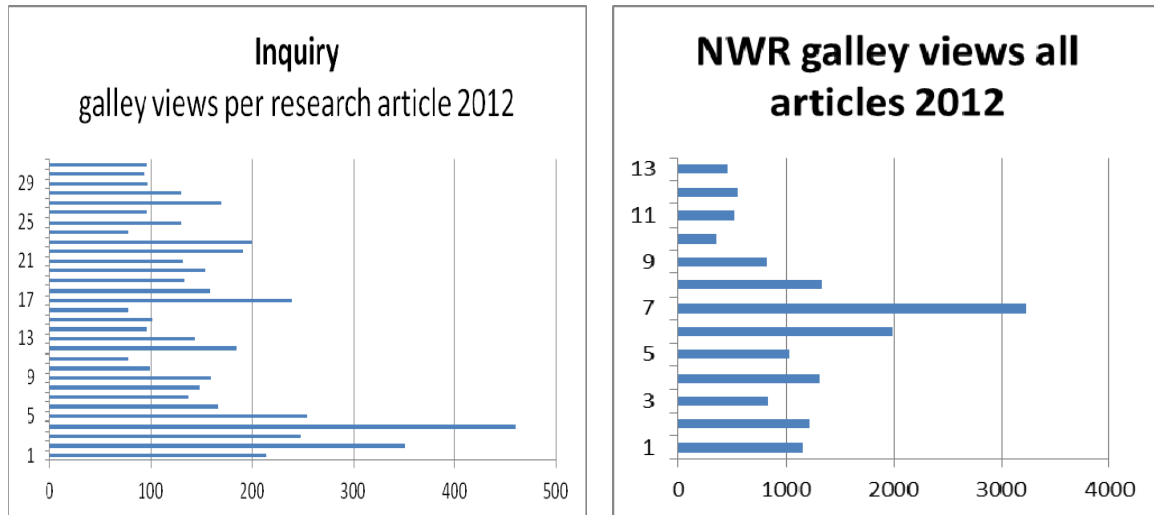 Inquiry
galley views per research article 2012
29
25
21
17
13
9
5
1
0 100 200 300 400 500
NWR galley views all
articles 2012
13
11
9
7
5
3
1
0 1000 2000 3000 4000